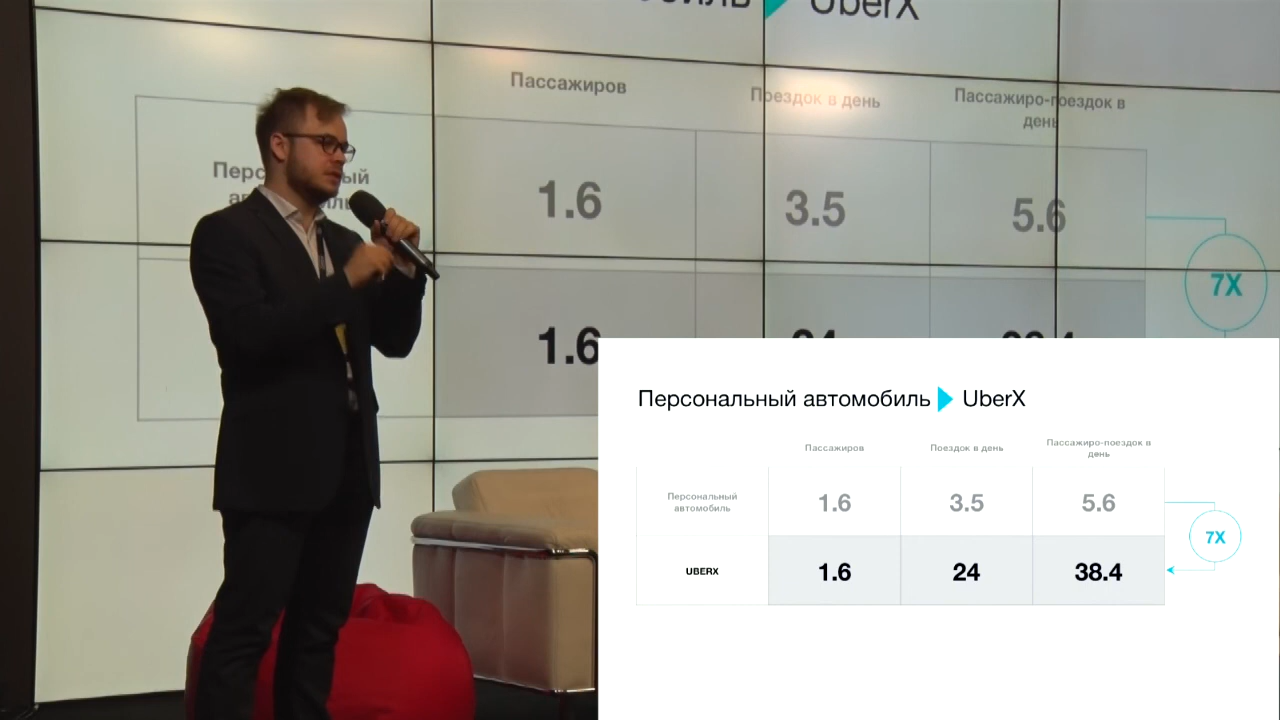 UberX
Пассажиров
Поездок в день
Пассажиро-поездок в
день
1.6
3.5
5.6
7X
1.6
Персональный автомобиль UberX
Пассажиров
Поездок в день
Пассажиро-поездок в
день
Персональный
автомобиль
1.6
3.5
5.6
7X
UBERX
1.6
24
38.4